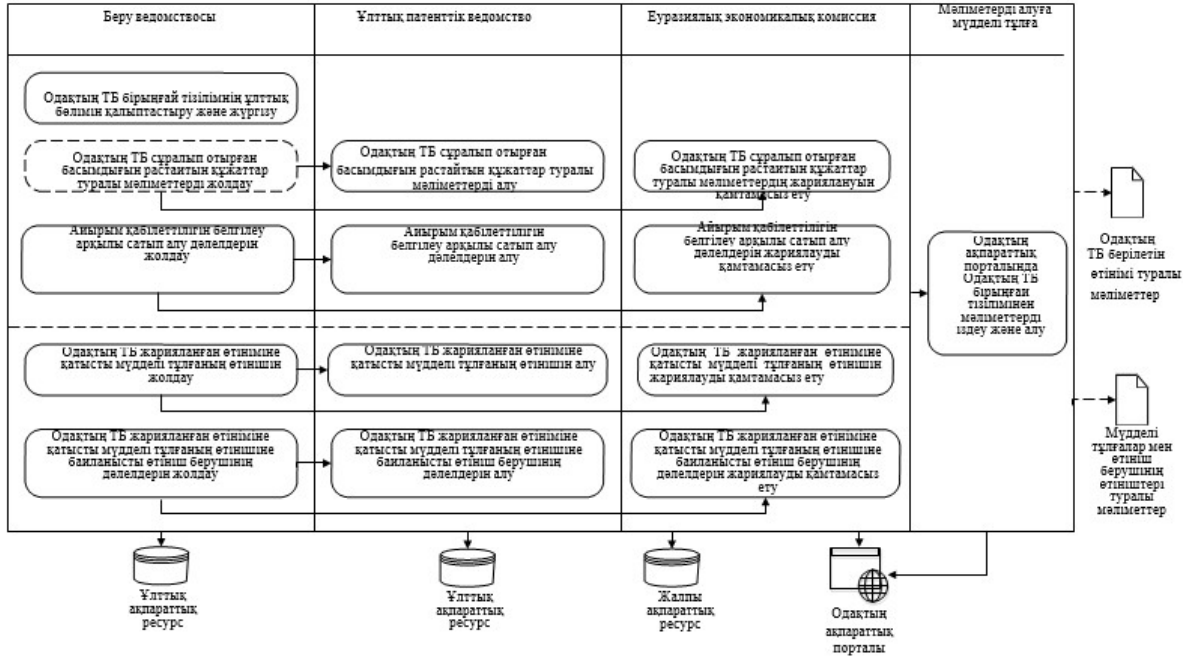 Беру ведомствосы
Ұлттық патенттік ведомство
Еуразиялық экономикалық комиссия
Мәліметерді алуға
мүдделі тұлға
Одақтың ТБ бірыңғай тізілімнің ұлттық
бөлімін қалыптастыру және жүргізу
Одақтың ТБ сұралып отырған
басымдығын растайтын құжаттар
туралы мәліметтерді жолдау
Одақтың ТБ сұралып отырған
басымдығын растайтын құжаттар туралы
мәліметтерді алу
Одақтың ТБ сұралып отырған
басымдығын растайтын құжаттар
туралы мәліметтердің жариялануын
қамтамасыз ету
Айырым қабілеттілігін белгілеу
арқылы сатып алу дәлелдерін
жолдау
Айырым қабілеттілігін
белгілеу арқылы сатып алу
дәлелдерін алу
Айырым қабілеттілігін
белгілеу арқылы сатып алу
дәлелдерін жариялауды
қамтамасыз ету
Одақтың
ақпараттық
порталында
Одақтың ТБ
бірыңғай
тізілімінен
мәліметтерді
іздеу және алу
Одақтың
ТБ берілетін
өтінімі туралы
мәліметтер
Одақтың ТБ жарияланған өтініміне
қатысты мүдделі тұлғаның өтінішін
жолдау
Одақтың ТБ жарияланған өтініміне
қатысты мүдделі тұлғаның өтінішін алу
Одақтың ТБ жарияланған өтініміне
қатысты мүдделі тұлғаның өтінішін
жариялауды қамтамасыз ету
Одақтың ТБ жарияланған өтініміне
қатысты мүдделі тұлғаның өтінішіне
байланысты өтініш берушінің
дәлелдерін жолдау
Одақтың ТБ жарияланған өтініміне
қатысты мүдделі тұлғаның өтінішіне
байланысты өтініш берушінің
дәлелдерін алу
Одақтың ТБ жарияланған өтініміне
қатысты мүдделі тұлғаның өтінішіне
байланысты өтініш берушінің
дәлелдерін жариялауды қамтамасыз
ету
Мүдделі
тұлғалар мен
өтініш
берушінің
өтініштері
туралы
мәліметтер
Ұлттық
ақпараттық
ресурс
Ұлттық
ақпараттық
ресурс
Жалпы
ақпараттық
ресурс
Одақтың
ақпараттық
порталы